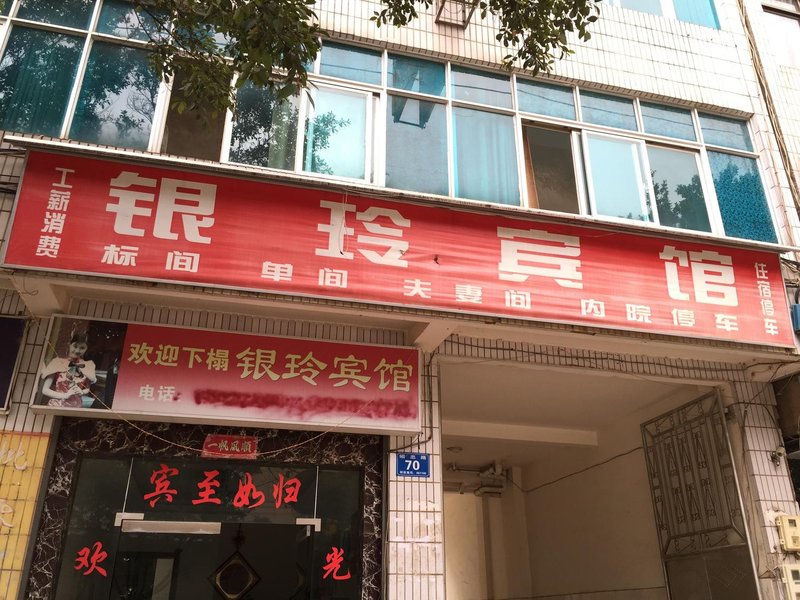 工薪消费
银玲宾馆
住宿停车
标间 单间 夫妻间 内院停车
欢迎下榻 银玲宾馆
电话:
一帆风顺
70
宾至如归
欢 光